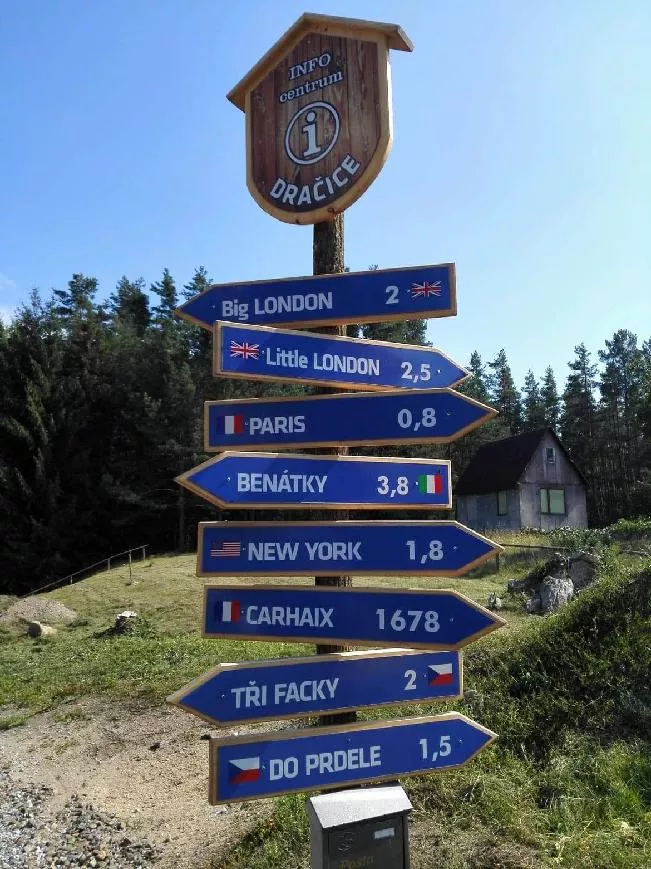 INFO
centrum
i
DRAČICE
Big LONDON 2
Little LONDON 2,5
PARIS 0,8
BENÁTKY 3,8
NEW YORK 1,8
CARHAIX 1678
TŘI FACKY 2
DO PRDELE 1,5
Posta